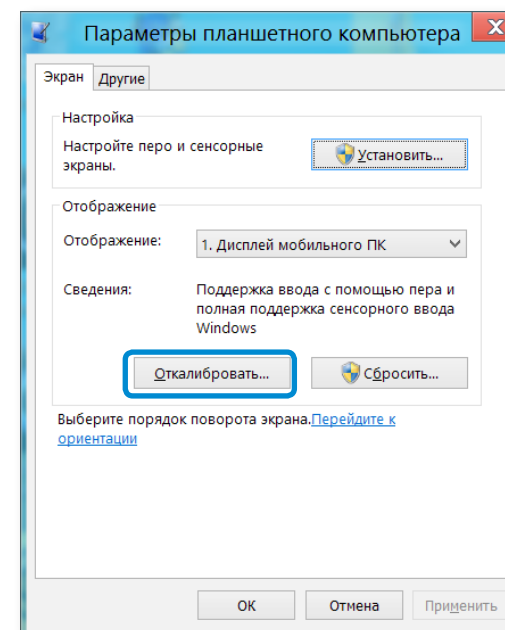 Параметры планшетного компьютера
Экран Другие
Настройка
Настройте перо и сенсорные
экраны.
Установить...
Отображение
Отображение:
1. Дисплей мобильного ПК
Сведения:
Поддержка ввода с помощью пера и
полная поддержка сенсорного ввода
Windows
Откалибровать...
Сбросить...
Выберите порядок поворота экрана.Перейдите к
ориентации
ОК
Отмена
Применить